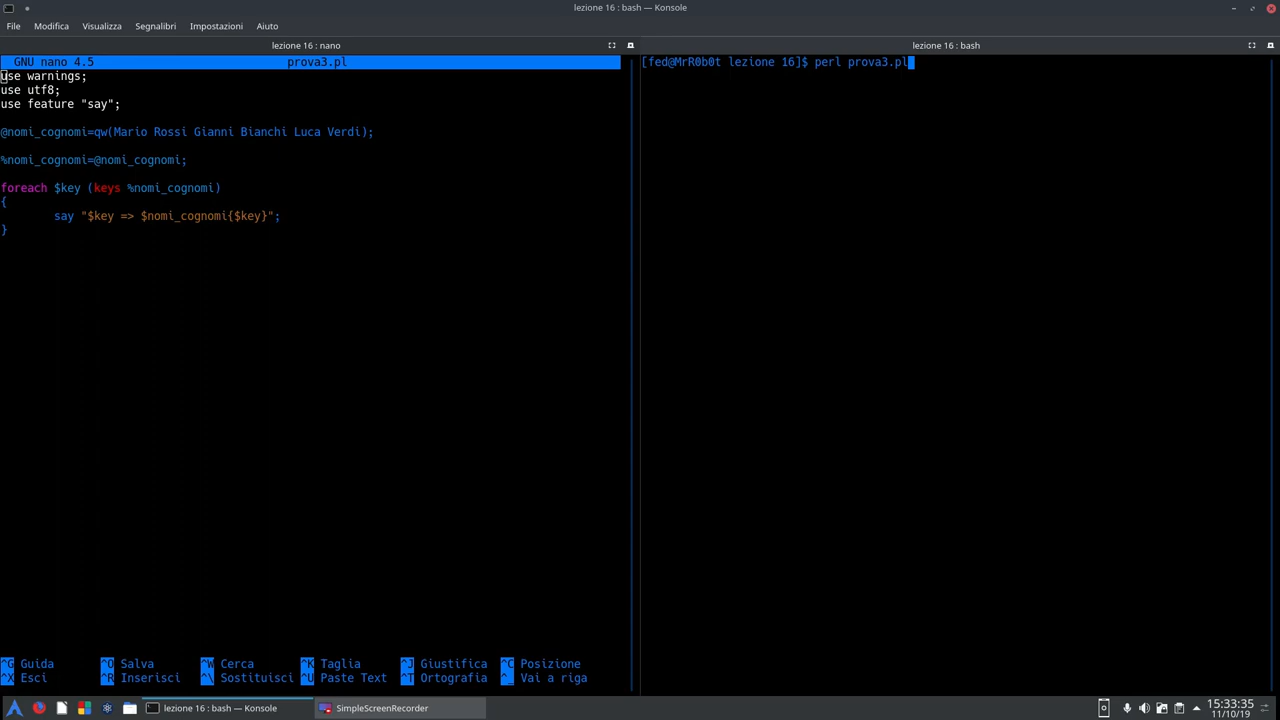 lezione 16 : bash — Konsole
File Modifica Visualizza Segnalibri Impostazioni Aiuto
lezione 16 : nano
GNU nano 4.5 prova3.pl
use warnings;
use utf8;
use feature "say";
@nomi_cognomi=qw(Mario Rossi Gianni Bianchi Luca Verdi);
%nomi_cognomi=@nomi_cognomi;
foreach $key (keys %nomi_cognomi)
{
say "$key => $nomi_cognomi{$key}";
}
^G Guida ^O Salva ^W Cerca ^K Taglia ^J Giustifica ^C Posizione
^X Esci ^R Inserisci ^\ Sostituisci ^U Paste Text ^T Ortografia ^_ Vai a riga
lezione 16 : bash
[fed@MrR0b0t lezione 16]$ perl prova3.pl
lezione 16 : bash — Konsole
SimpleScreenRecorder
15:33:35
11/10/19